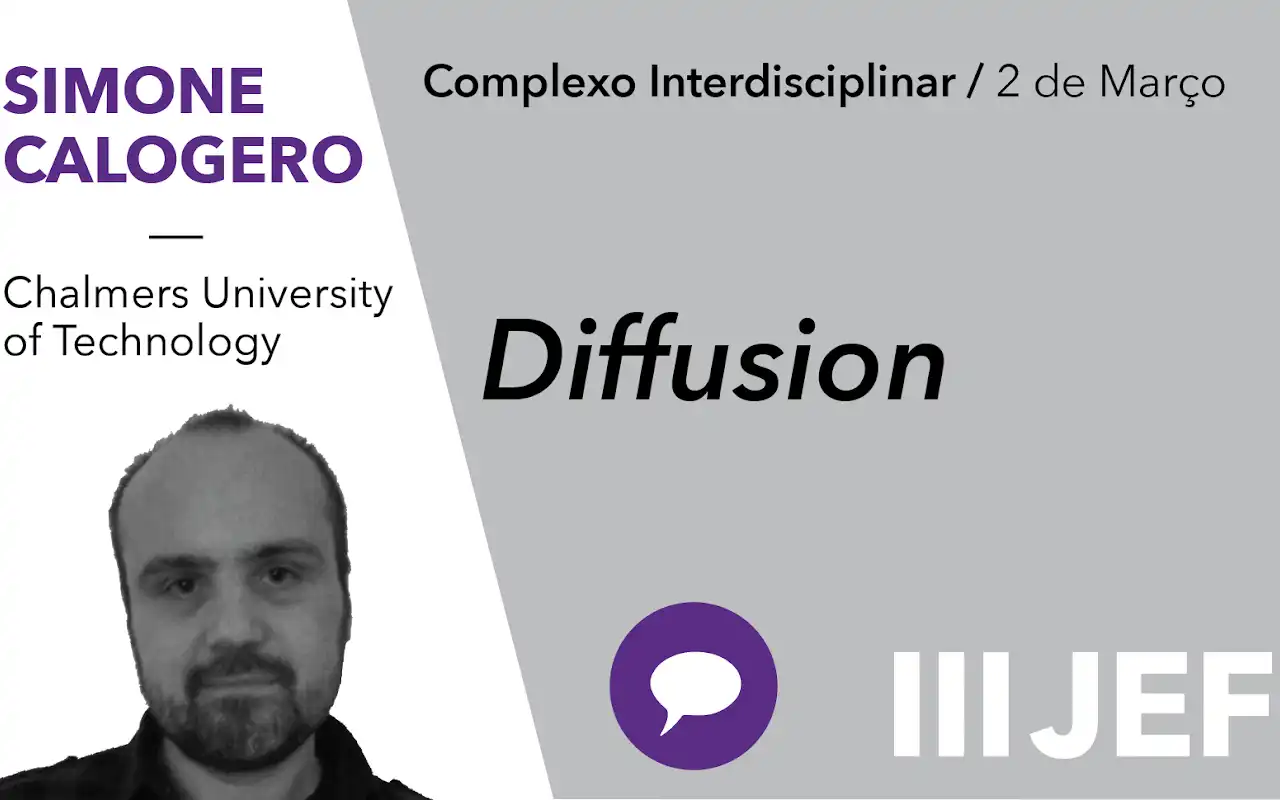 SIMONE
CALOGERO
Chalmers University
of Technology
Complexo Interdisciplinar / 2 de Março
Diffusion
III JEF